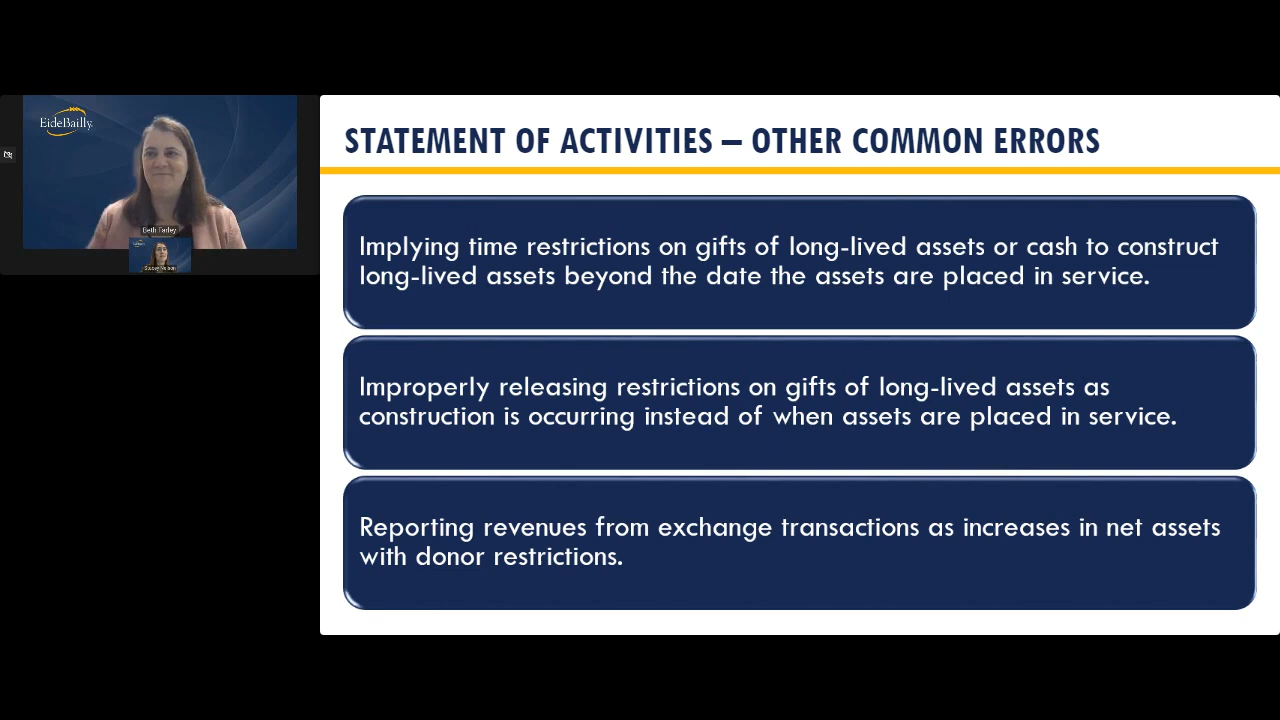 EideBailly
Beth Farley
Stacey Nelson
STATEMENT OF ACTIVITIES – OTHER COMMON ERRORS
Implying time restrictions on gifts of long-lived assets or cash to construct
long-lived assets beyond the date the assets are placed in service.
Improperly releasing restrictions on gifts of long-lived assets as
construction is occurring instead of when assets are placed in service.
Reporting revenues from exchange transactions as increases in net assets
with donor restrictions.